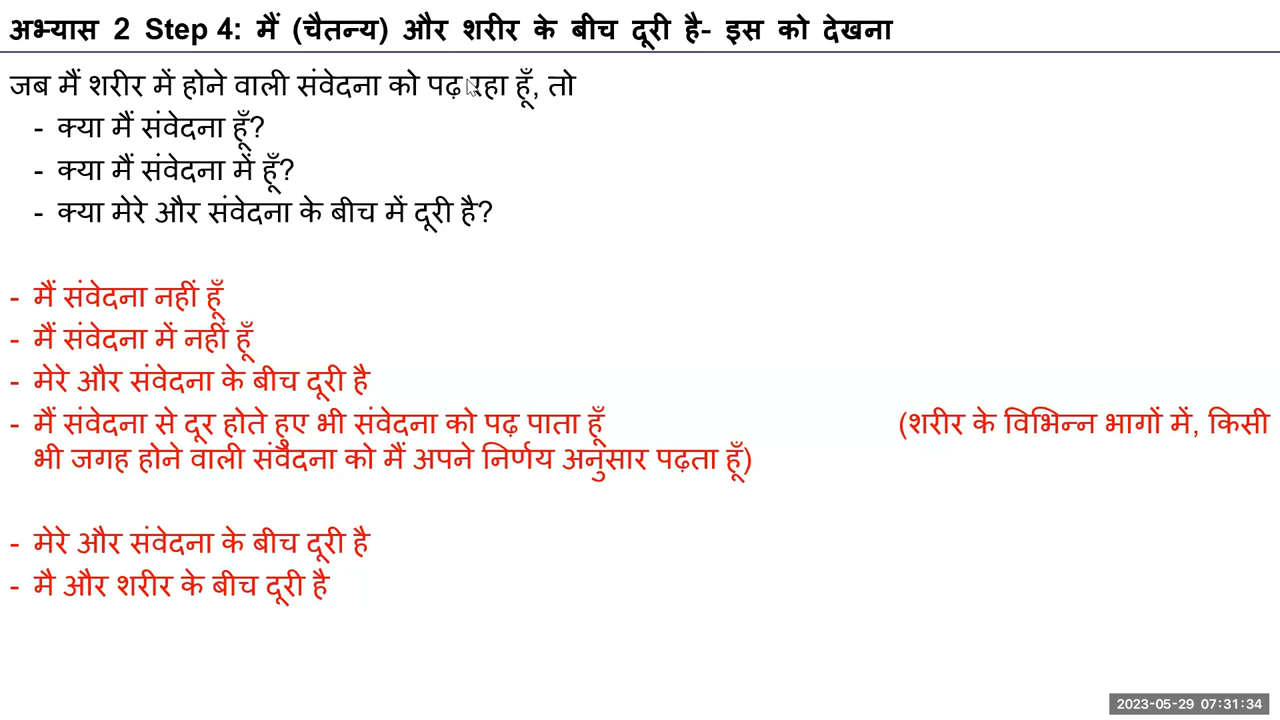 अभ्यास 2 Step 4: मैं (चैतन्य) और शरीर के बीच दूरी है- इस को देखना
जब मैं शरीर में होने वाली संवेदना को पढ़ रहा हूँ, तो
- क्या मैं संवेदना हूँ?
- क्या मैं संवेदना में हूँ?
- क्या मेरे और संवेदना के बीच में दूरी है?
- मैं संवेदना नहीं हूँ
- मैं संवेदना में नहीं हूँ
- मेरे और संवेदना के बीच दूरी है
- मैं संवेदना से दूर होते हुए भी संवेदना को पढ़ पाता हूँ (शरीर के विभिन्न भागों में, किसी
भी जगह होने वाली संवेदना को मैं अपने निर्णय अनुसार पढ़ता हूँ)
- मेरे और संवेदना के बीच दूरी है
- मै और शरीर के बीच दूरी है
2023-05-29 07:31:34